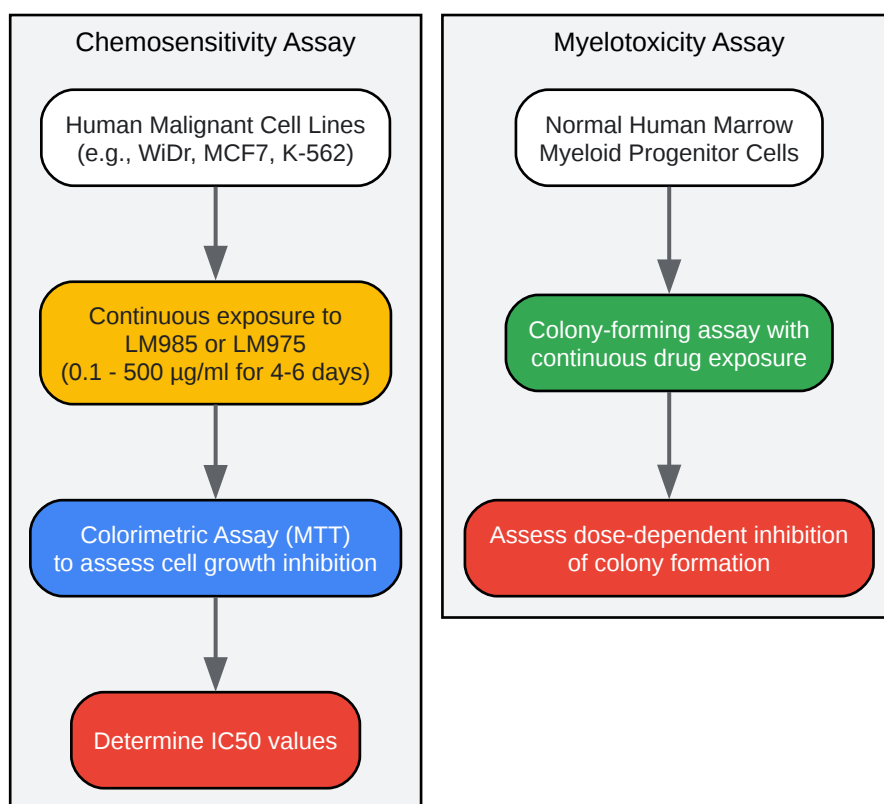 Chemosensitivity Assay
Human Malignant Cell Lines
(e.g., WiDr, MCF7, K-562)
Continuous exposure to
LM985 or LM975
(0.1 - 500 µg/ml for 4-6 days)
Colorimetric Assay (MTT)
to assess cell growth inhibition
Determine IC50 values
Myelotoxicity Assay
Normal Human Marrow
Myeloid Progenitor Cells
Colony-forming assay with
continuous drug exposure
Assess dose-dependent inhibition
of colony formation